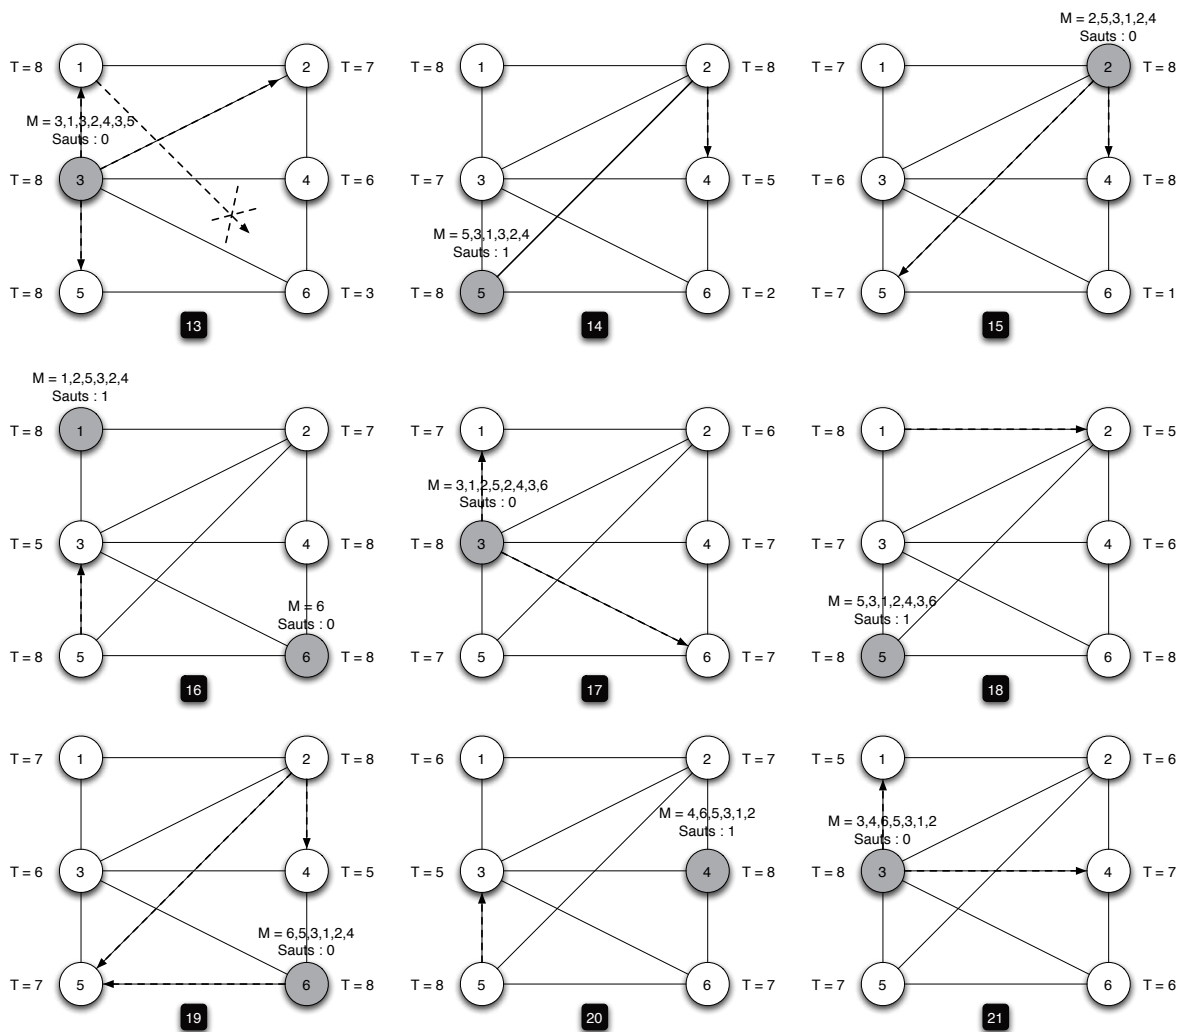 M = 2,5,3,1,2,4
Sauts : 0
T = 8 1 2 T = 7
T = 8 1 2 T = 8
T = 7 1 2 T = 8
M = 3,1,3,2,4,3,5
Sauts : 0
T = 8 3 4 T = 6
T = 7 3 4 T = 5
T = 6 3 4 T = 8
M = 5,3,1,3,2,4
Sauts : 1
T = 8 5 6 T = 3
T = 8 5 6 T = 2
T = 7 5 6 T = 1
13
14
15
M = 1,2,5,3,2,4
Sauts : 1
T = 8 1 2 T = 7
T = 7 1 2 T = 6
T = 8 1 2 T = 5
M = 3,1,2,5,2,4,3,6
Sauts : 0
T = 5 3 4 T = 8
T = 8 3 4 T = 7
T = 7 3 4 T = 6
M = 6
Sauts : 0
M = 5,3,1,2,4,3,6
Sauts : 1
T = 8 5 6 T = 8
T = 7 5 6 T = 7
T = 8 5 6 T = 8
16
17
18
T = 7 1 2 T = 8
T = 6 1 2 T = 7
T = 5 1 2 T = 6
M = 4,6,5,3,1,2
Sauts : 1
M = 3,4,6,5,3,1,2
Sauts : 0
T = 6 3 4 T = 5
T = 5 3 4 T = 8
T = 8 3 4 T = 7
M = 6,5,3,1,2,4
Sauts : 0
T = 7 5 6 T = 8
T = 8 5 6 T = 7
T = 7 5 6 T = 6
19
20
21